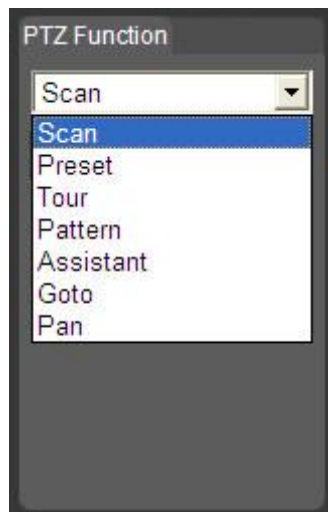 PTZ Function
Scan
Scan
Preset
Tour
Pattern
Assistant
Goto
Pan